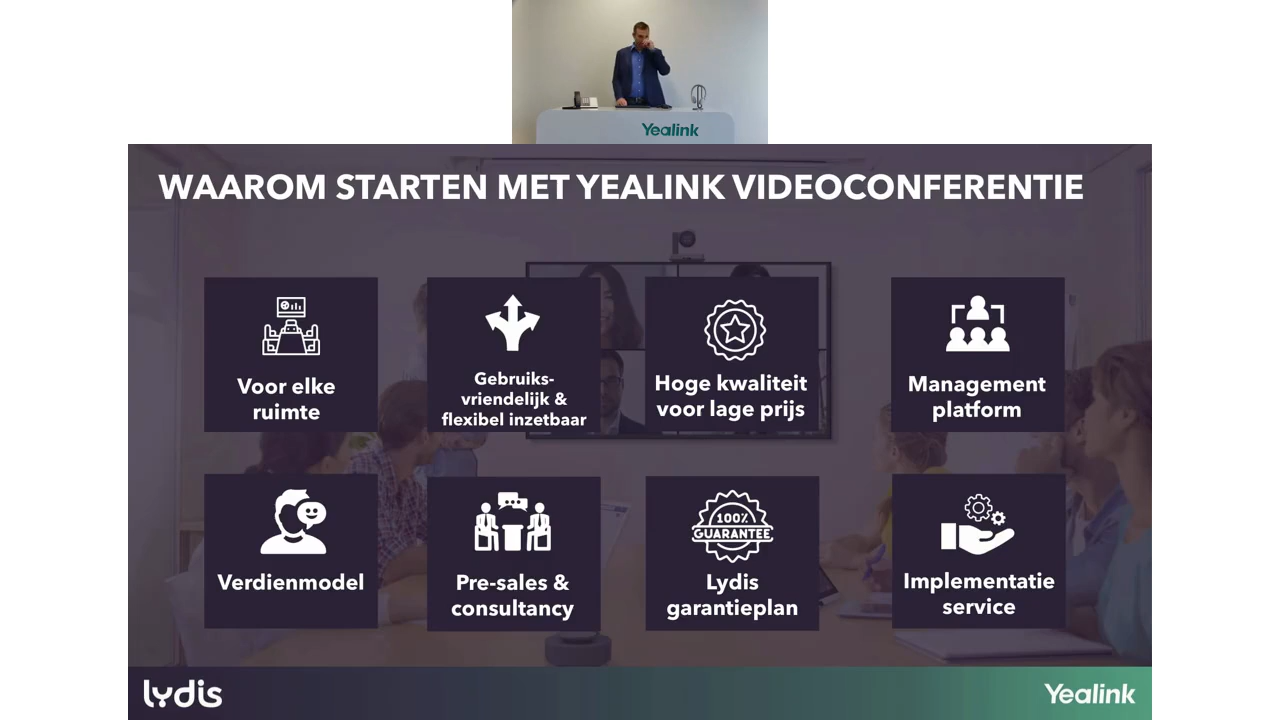 Yealink
WAAROM STARTEN MET YEALINK VIDEOCONFERENTIE
Voor elke
ruimte
Gebruiks-
vriendelijk &
flexibel inzetbaar
Hoge kwaliteit
voor lage prijs
Management
platform
Verdienmodel
Pre-sales &
consultancy
100%
GUARANTEE
Lydis
garantieplan
Implementatie
service
lydis
Yealink